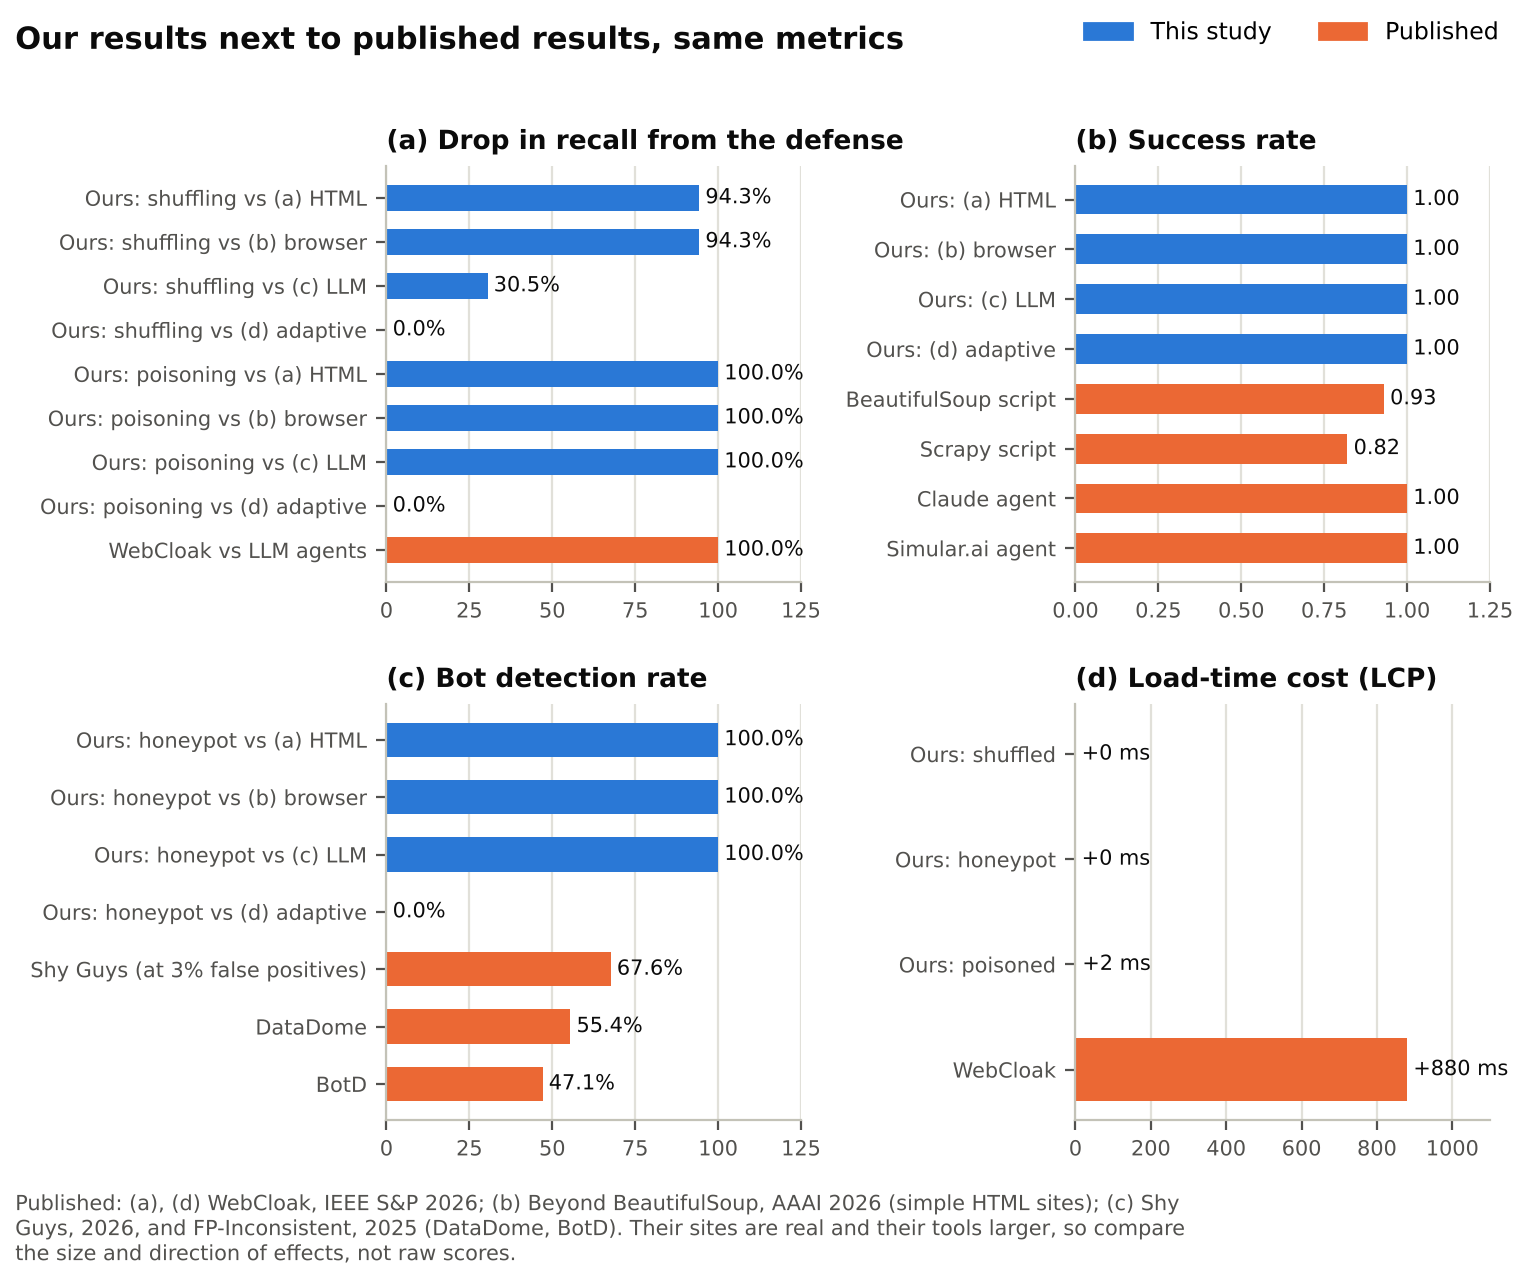 Our results next to published results, same metrics
This study
Published
(a) Drop in recall from the defense
Ours: shuffling vs (a) HTML 94.3%
Ours: shuffling vs (b) browser 94.3%
Ours: shuffling vs (c) LLM 30.5%
Ours: shuffling vs (d) adaptive 0.0%
Ours: poisoning vs (a) HTML 100.0%
Ours: poisoning vs (b) browser 100.0%
Ours: poisoning vs (c) LLM 100.0%
Ours: poisoning vs (d) adaptive 0.0%
WebCloak vs LLM agents 100.0%
0 25 50 75 100 125
(b) Success rate
Ours: (a) HTML 1.00
Ours: (b) browser 1.00
Ours: (c) LLM 1.00
Ours: (d) adaptive 1.00
BeautifulSoup script 0.93
Scrapy script 0.82
Claude agent 1.00
Simular.ai agent 1.00
0.00 0.25 0.50 0.75 1.00 1.25
(c) Bot detection rate
Ours: honeypot vs (a) HTML 100.0%
Ours: honeypot vs (b) browser 100.0%
Ours: honeypot vs (c) LLM 100.0%
Ours: honeypot vs (d) adaptive 0.0%
Shy Guys (at 3% false positives) 67.6%
DataDome 55.4%
BotD 47.1%
0 25 50 75 100 125
(d) Load-time cost (LCP)
Ours: shuffled +0 ms
Ours: honeypot +0 ms
Ours: poisoned +2 ms
WebCloak +880 ms
0 200 400 600 800 1000
Published: (a), (d) WebCloak, IEEE S&P 2026; (b) Beyond BeautifulSoup, AAAI 2026 (simple HTML sites); (c) Shy
Guys, 2026, and FP-Inconsistent, 2025 (DataDome, BotD). Their sites are real and their tools larger, so compare
the size and direction of effects, not raw scores.